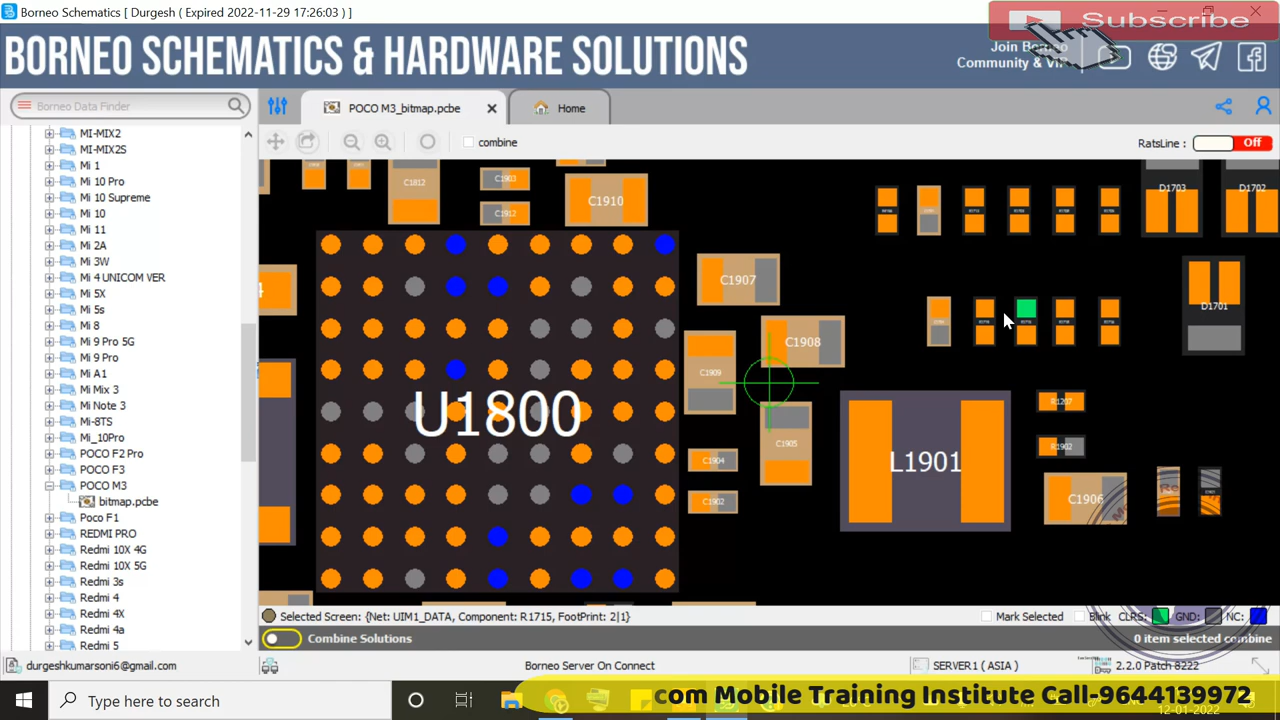 Borneo Schematics [ Durgesh ( Expired 2022-11-29 17:26:03 ) ]
Subscribe
BORNEO SCHEMATICS & HARDWARE SOLUTIONS
Join Borneo
Community & VIP
Borneo Data Finder
POCO M3_bitmap.pcbe
Home
combine
RatsLine:
Off
MI-MIX2
MI-MIX2S
Mi 1
Mi 10 Pro
Mi 10 Supreme
Mi 10
Mi 11
Mi 2A
Mi 3W
Mi 4 UNICOM VER
Mi 5X
Mi 5s
Mi 8
Mi 9 Pro 5G
Mi 9 Pro
Mi A1
Mix 3
Mi Note 3
Mi-8TS
Mi_10Pro
POCO F2 Pro
POCO F3
POCO M3
bitmap.pcbe
Poco F1
REDMI PRO
Redmi 10X 4G
Redmi 10X 5G
Redmi 3s
Redmi 4
Redmi 4X
Redmi 4a
Redmi 5
C1812
C1903
C1912
C1910
D1703
D1702
C1907
C1908
C1909
C1905
C1904
C1902
U1800
L1901
D1701
R1207
R1902
C1906
Selected Screen: {Net: UIM1_DATA, Component: R1715, FootPrint: 2|1}
Mark Selected
Blink
CLRS:
GND:
NC:
Combine Solutions
0 item selected combine
durgeshkumarsoni6@gmail.com
Borneo Server On Connect
SERVER1 ( ASIA )
2.2.0 Patch 8222
Type here to search
com Mobile Training Institute Call-9644139972
12-01-2022